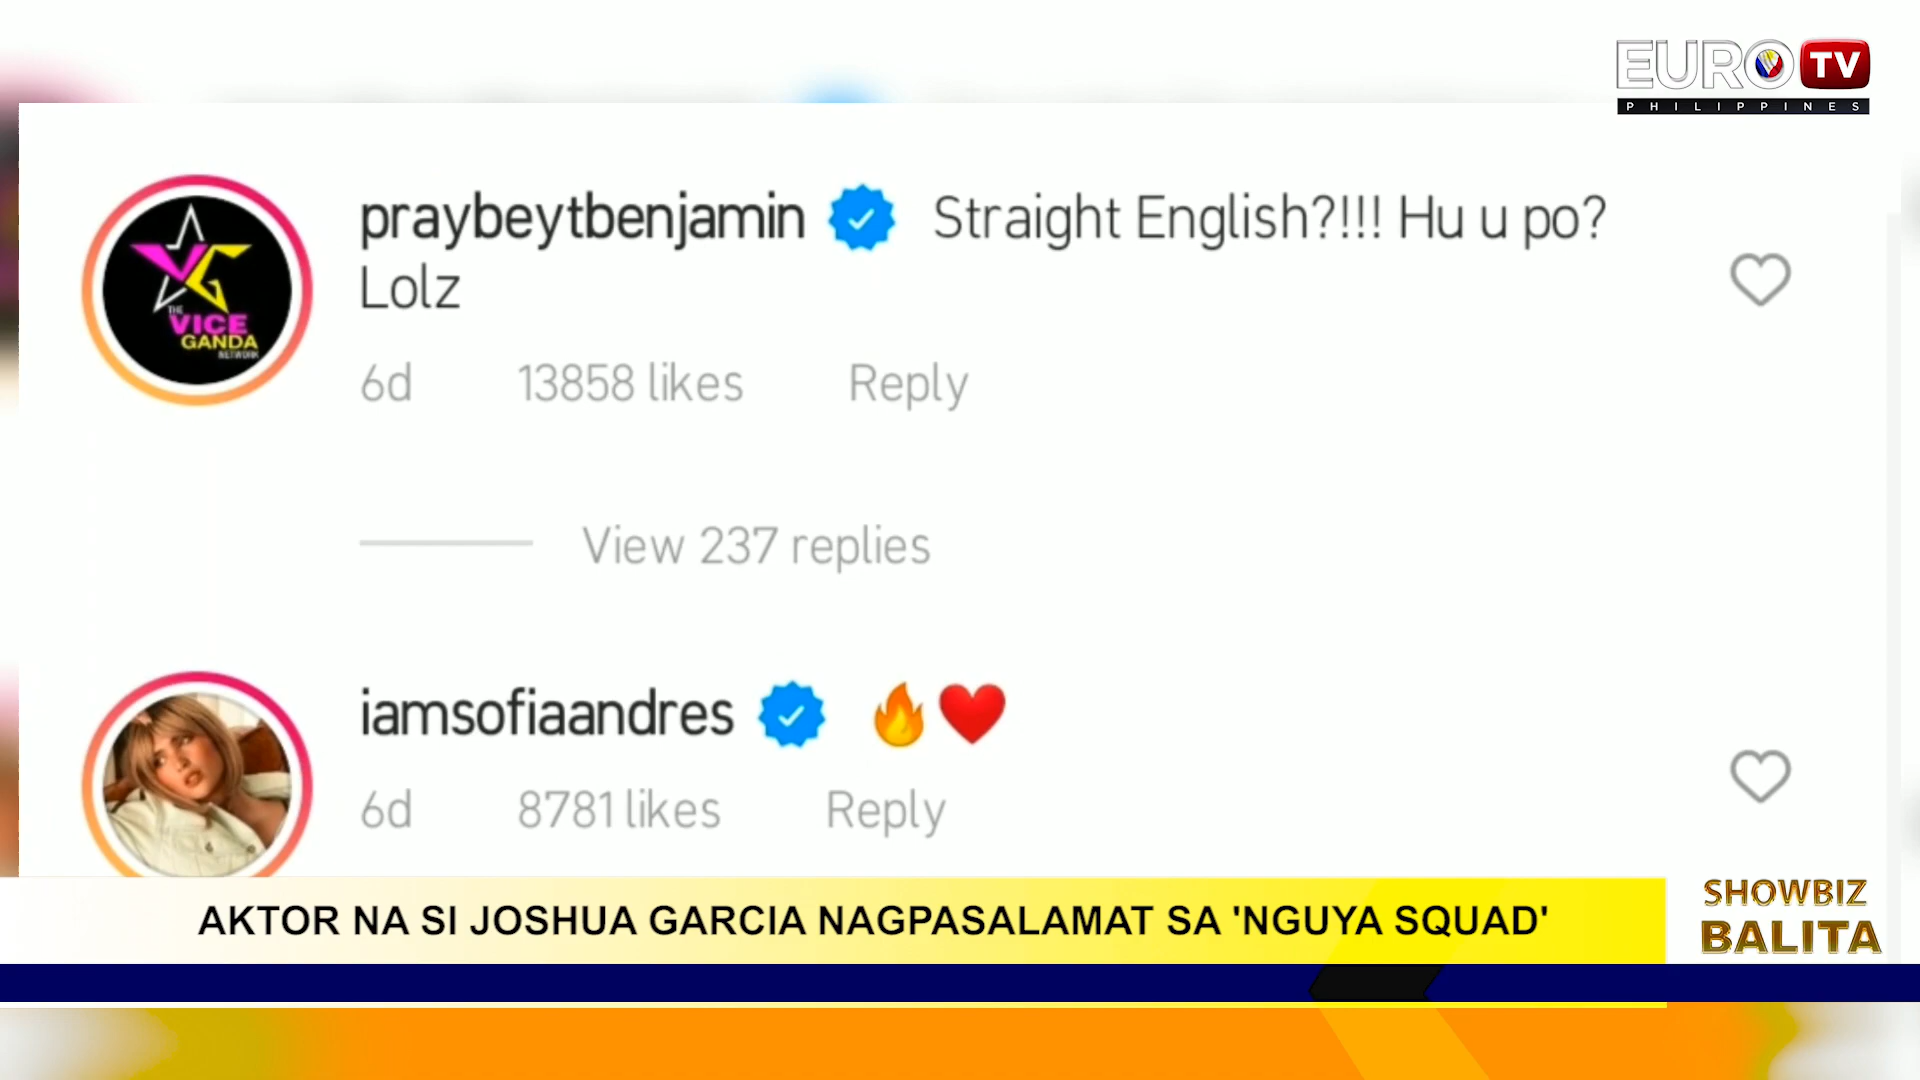 EURO TV
PHILIPPINES
praybeytbenjamin Straight English?!!! Hu u po?
Lolz
6d 13858 likes Reply
THE
VICE
GANDA
NETWORK
View 237 replies
iamsofiaandres 🔥❤️
6d 8781 likes Reply
AKTOR NA SI JOSHUA GARCIA NAGPASALAMAT SA 'NGUYA SQUAD'
SHOWBIZ
BALITA